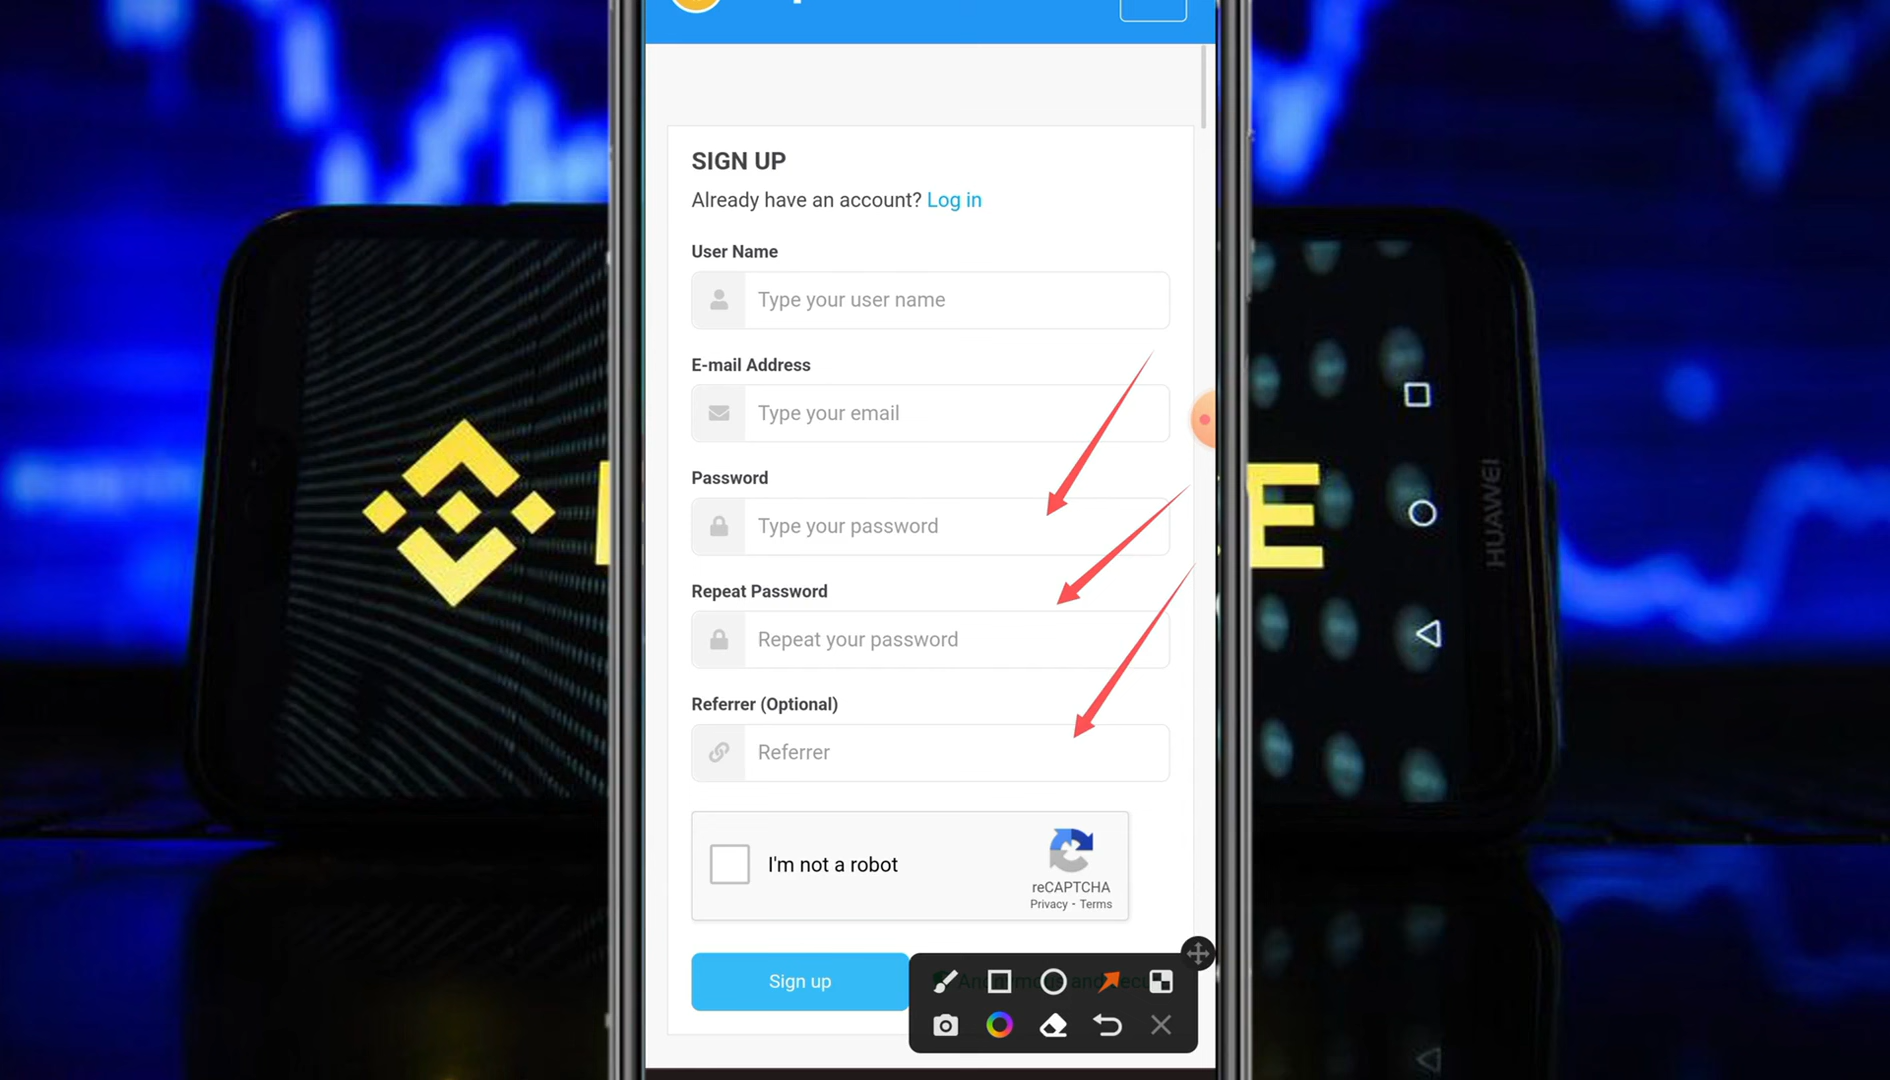 SIGN UP
Already have an account? Log in
User Name
Type your user name
E-mail Address
Type your email
Password
Type your password
Repeat Password
Repeat your password
Referrer (Optional)
Referrer
I'm not a robot
reCAPTCHA
Privacy - Terms
Sign up
E
HUAWEI